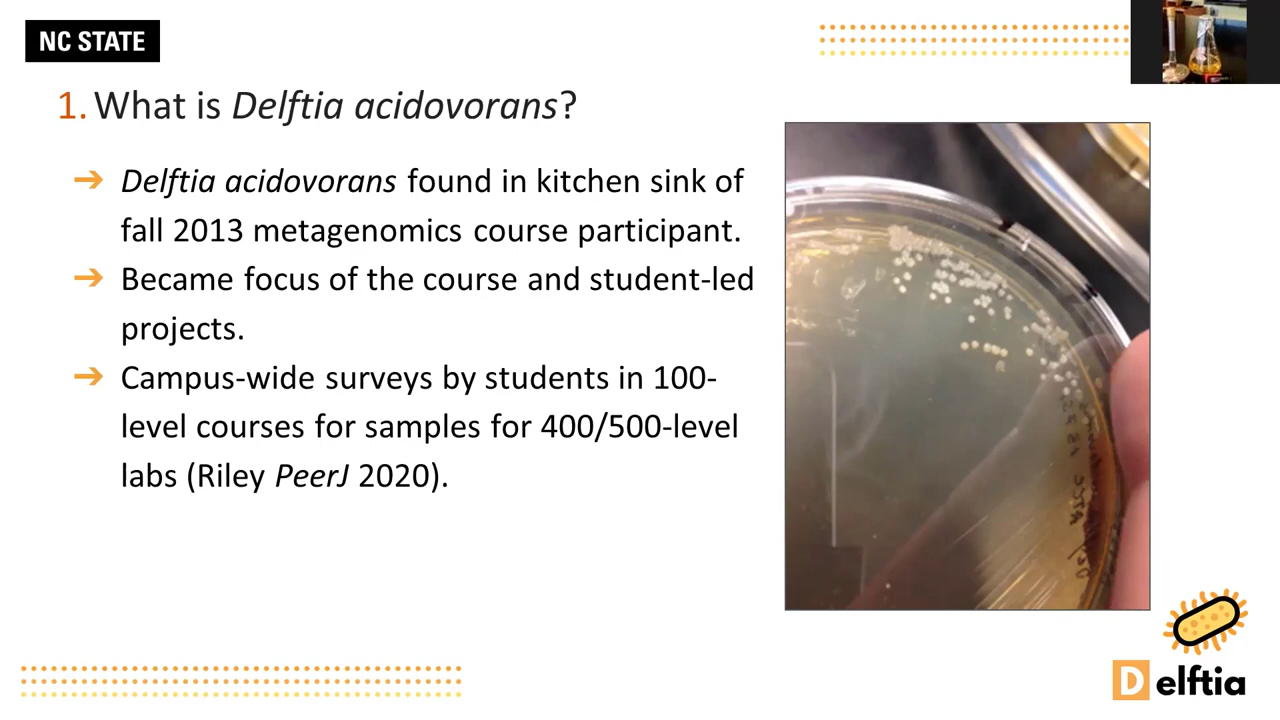 NC STATE
1. What is Delftia acidovorans?
➔ Delftia acidovorans found in kitchen sink of
fall 2013 metagenomics course participant.
➔ Became focus of the course and student-led
projects.
➔ Campus-wide surveys by students in 100-
level courses for samples for 400/500-level
labs (Riley PeerJ 2020).
Delftia